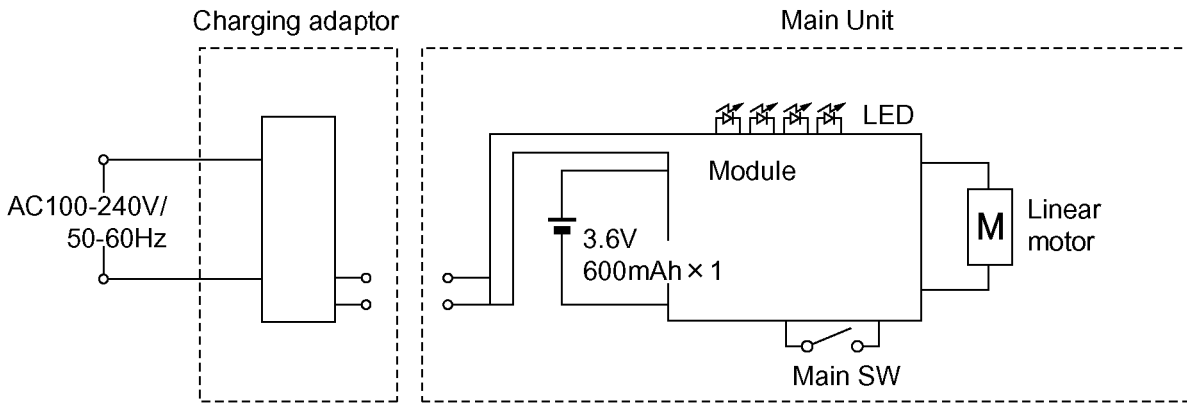 Charging adaptor
Main Unit
LED
Module
AC100-240V/
50-60Hz
3.6V
600mAh×1
M
Linear
motor
Main SW